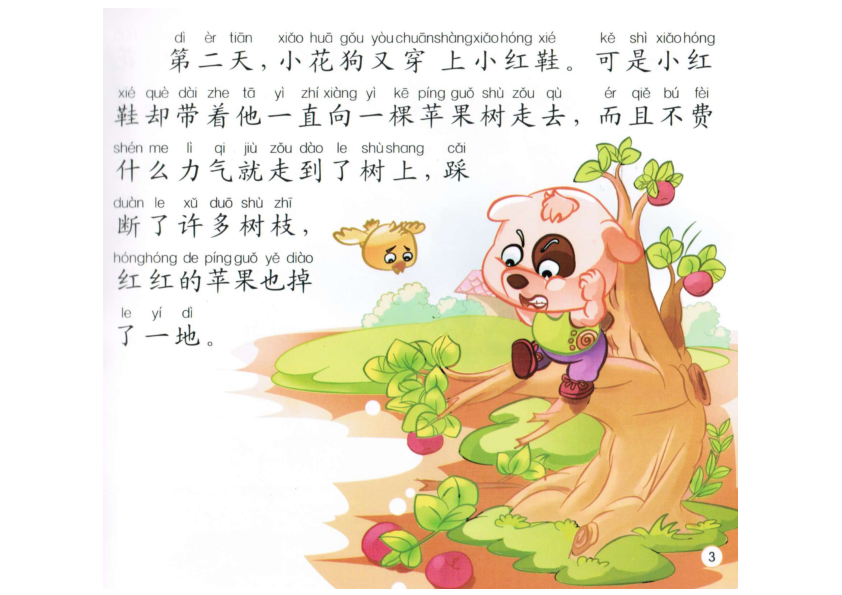 dì èr tiān xiǎo huā gǒu yòu chuān shàng xiǎo hóng xié kě shì xiǎo hóng
第二天，小花狗又穿上小红鞋。可是小红
xié què dài zhe tā yì zhí xiàng yì kē píng guǒ shù zǒu qù ér qiě bú fèi
鞋却带着他一直向一棵苹果树走去，而且不费
shén me lì qi jiù zǒu dào le shù shang cǎi
什么力气就走到了树上，踩
duàn le xǔ duō shù zhī
断了许多树枝，
hóng hóng de píng guǒ yě diào
红红的苹果也掉
le yí dì
了一地。
3